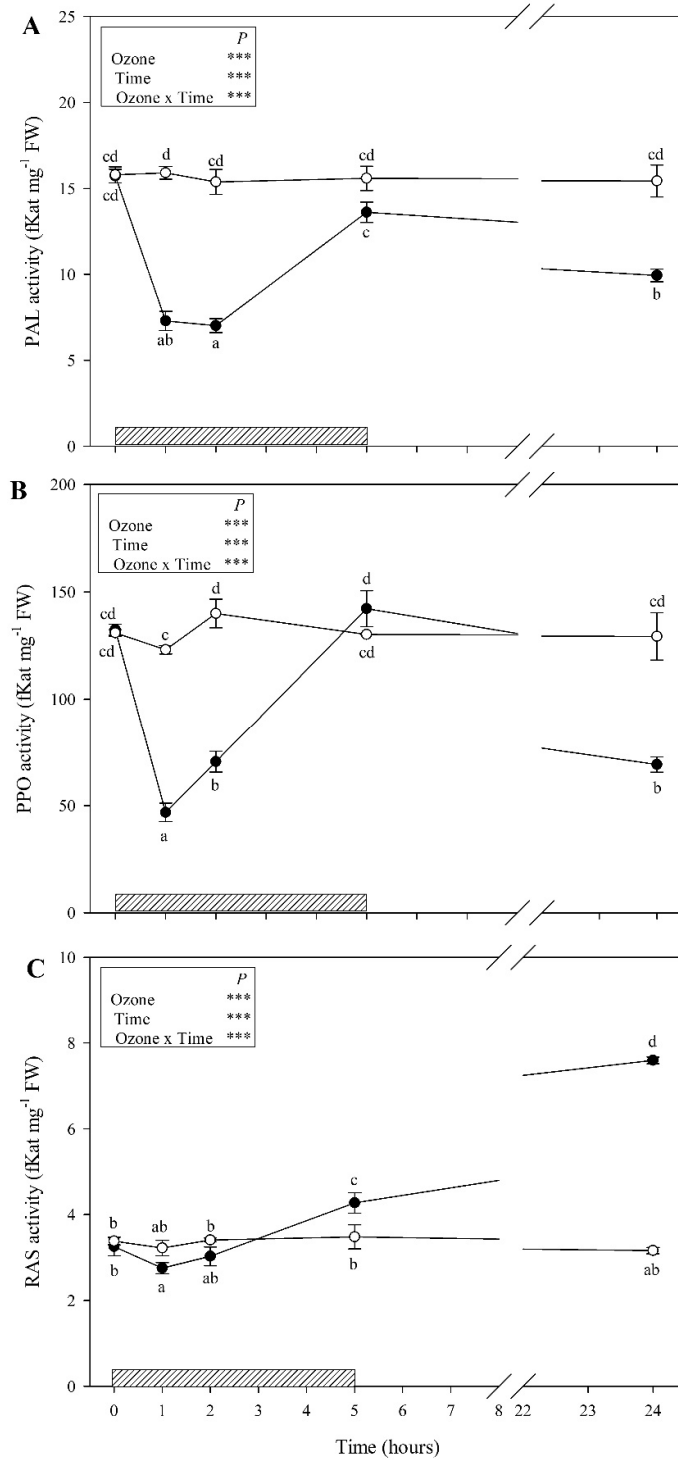 A
25
20
15
10
5
0
PAL activity (fKat mg-1 FW)
P
Ozone ***
Time ***
Ozone x Time ***
cd d cd cd cd
cd
ab a c b
B
200
150
100
50
0
PPO activity (fKat mg-1 FW)
P
Ozone ***
Time ***
Ozone x Time ***
cd c d d cd
cd cd
a b b
C
10
8
6
4
2
0
RAS activity (fKat mg-1 FW)
P
Ozone ***
Time ***
Ozone x Time ***
d
b ab b c
b a ab b ab
0 1 2 3 4 5 6 7 8 22 23 24
Time (hours)